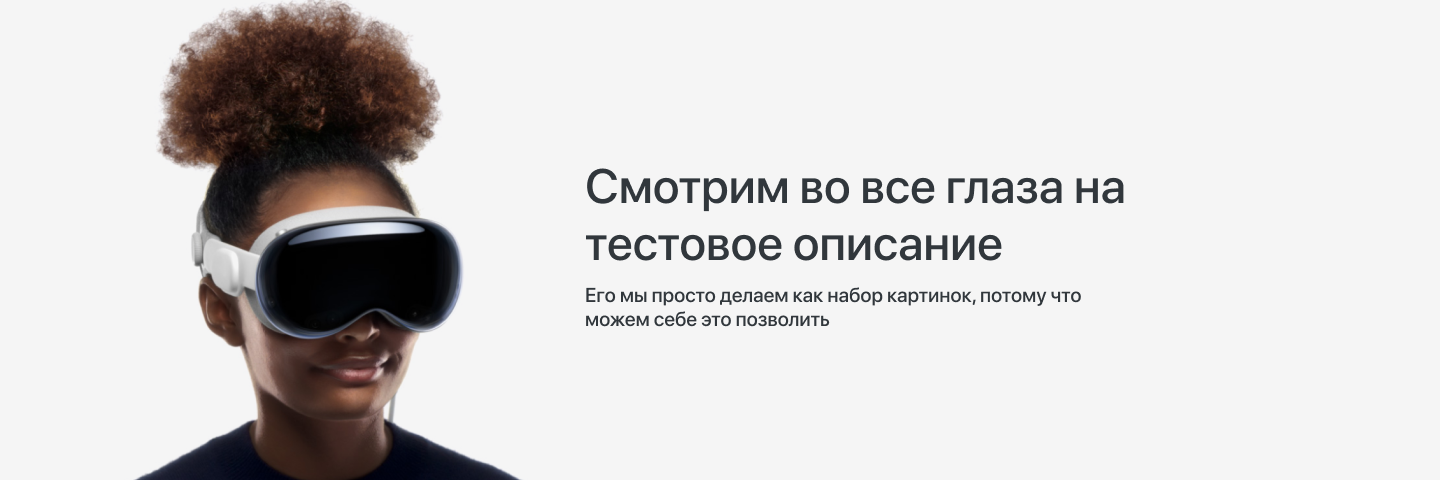 Смотрим во все глаза на
тестовое описание
Его мы просто делаем как набор картинок, потому что
можем себе это позволить